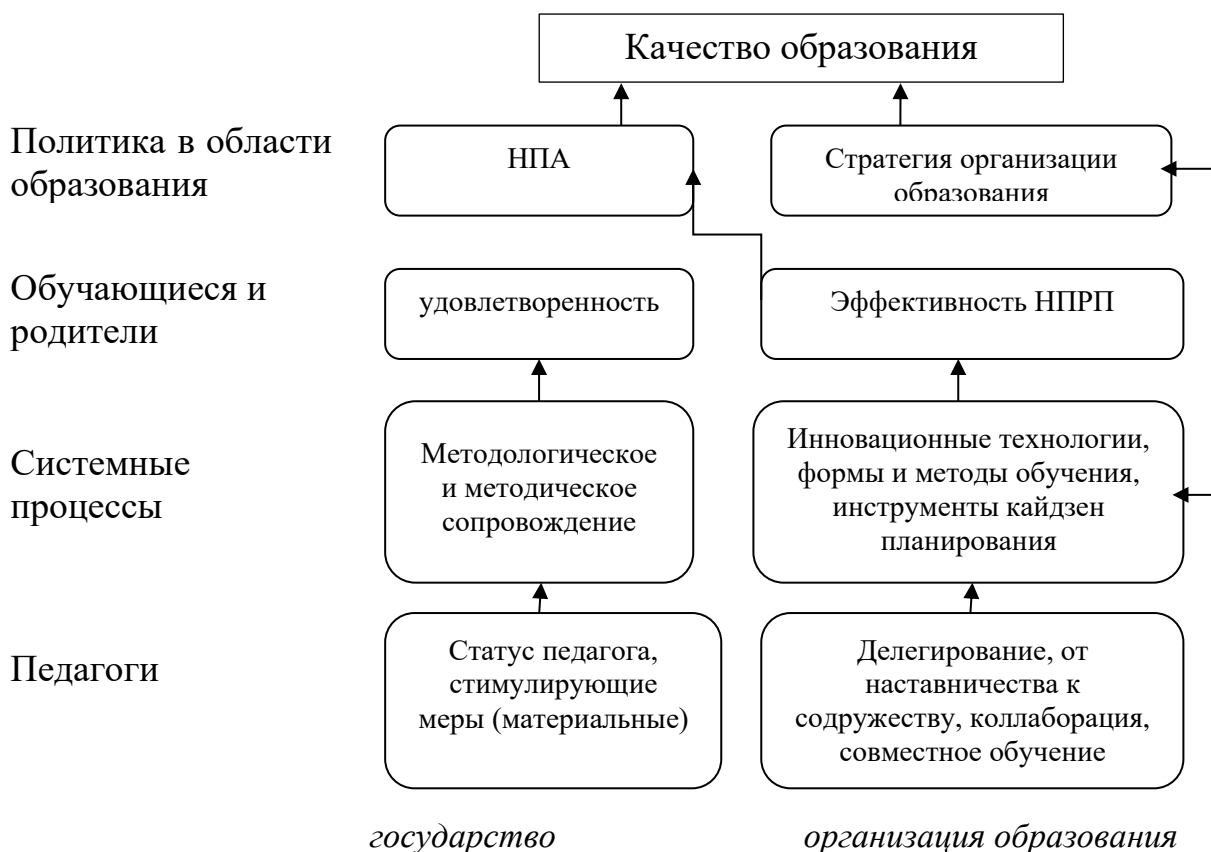 Качество образования
Политика в области
образования
НПА
Стратегия организации
образования
Обучающиеся и
родители
удовлетворенность
Эффективность НПРП
Системные
процессы
Методологическое
и методическое
сопровождение
Инновационные технологии,
формы и методы обучения,
инструменты кайдзен
планирования
Педагоги
Статус педагога,
стимулирующие
меры (материальные)
Делегирование, от
наставничества к
содружеству, коллаборация,
совместное обучение
государство
организация образования